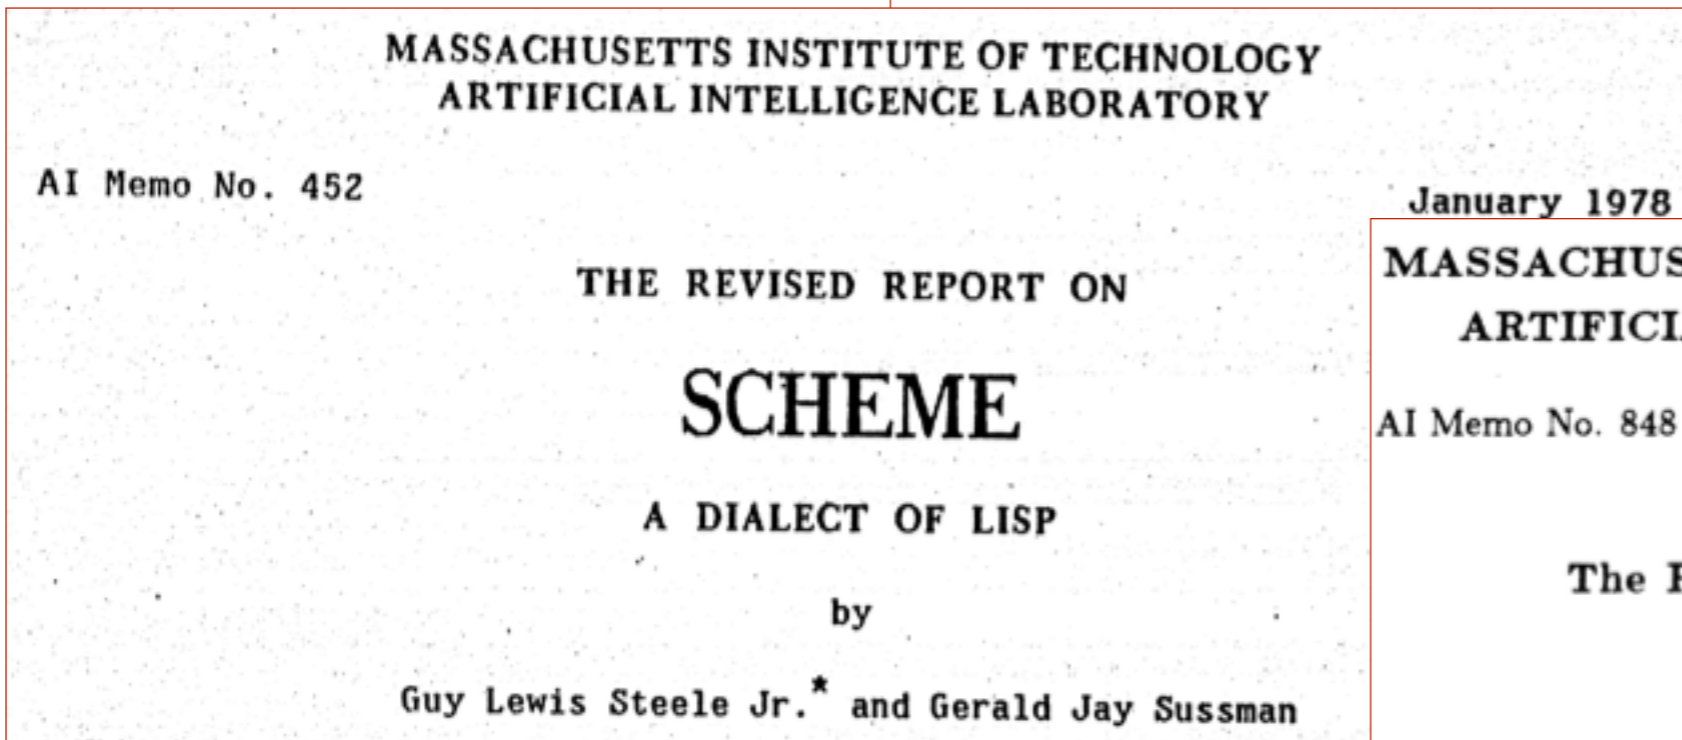 MASSACHUSETTS INSTITUTE OF TECHNOLOGY
ARTIFICIAL INTELLIGENCE LABORATORY
AI Memo No. 452
January 1978
THE REVISED REPORT ON
SCHEME
A DIALECT OF LISP
by
Guy Lewis Steele Jr.* and Gerald Jay Sussman
MASSACHUS
ARTIFICI
AI Memo No. 848
The